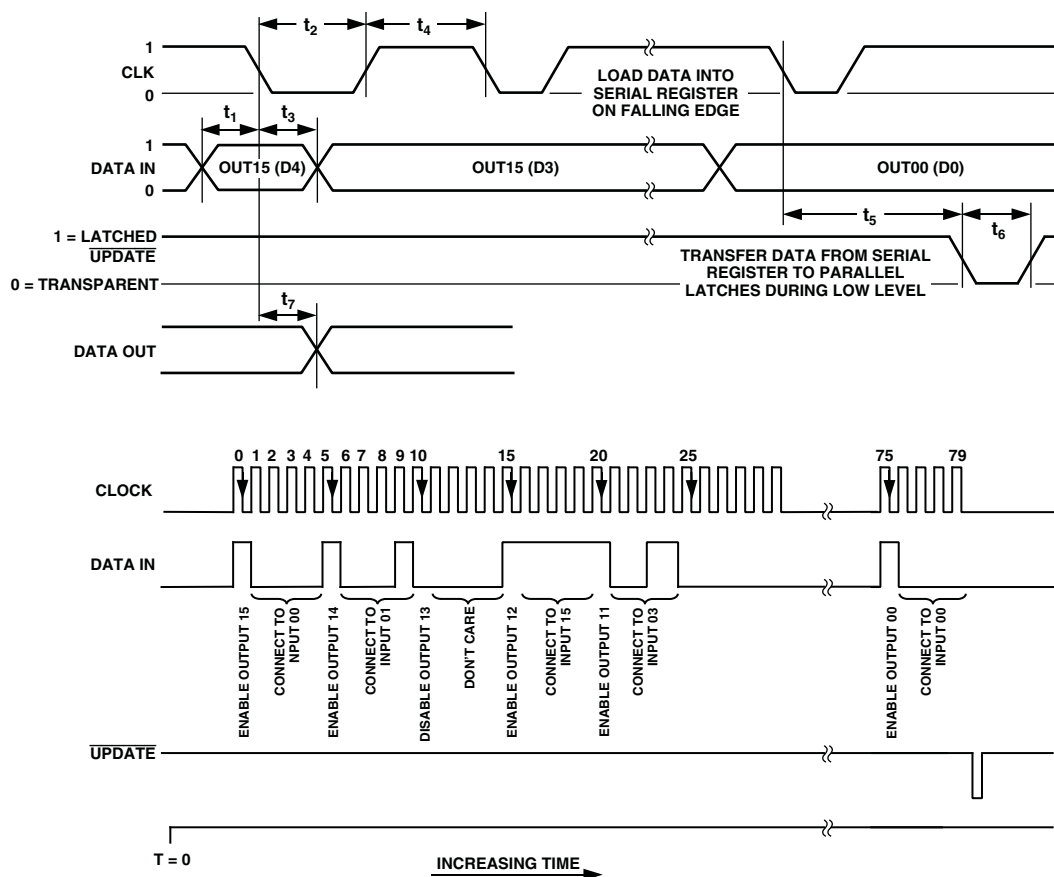 t2
t4
1
CLK
0
LOAD DATA INTO
SERIAL REGISTER
ON FALLING EDGE
t1
t3
1
DATA IN
0
OUT15 (D4)
OUT15 (D3)
OUT00 (D0)
t5
t6
1 = LATCHED
UPDATE
0 = TRANSPARENT
TRANSFER DATA FROM SERIAL
REGISTER TO PARALLEL
LATCHES DURING LOW LEVEL
t7
DATA OUT
0 1 2 3 4 5 6 7 8 9 10 15 20 25 75 79
CLOCK
DATA IN
ENABLE OUTPUT 15
CONNECT TO
NPUT 00
ENABLE OUTPUT 14
CONNECT TO
INPUT 01
DISABLE OUTPUT 13
DON'T CARE
ENABLE OUTPUT 12
CONNECT TO
INPUT 15
ENABLE OUTPUT 11
CONNECT TO
INPUT 03
ENABLE OUTPUT 00
CONNECT TO
INPUT 00
UPDATE
T = 0
INCREASING TIME